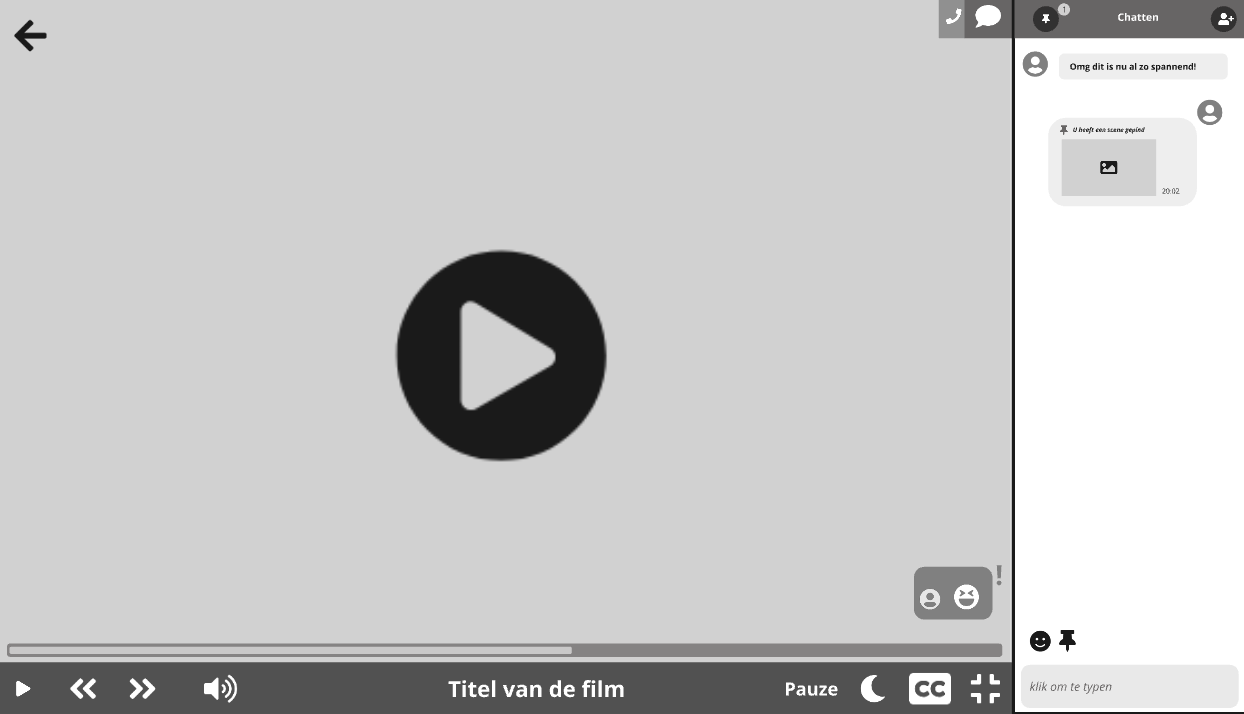 1
Chatten
Omg dit is nu al zo spannend!
U heeft een scene gepind
20:02
!
Titel van de film
Pauze
CC
klik om te typen